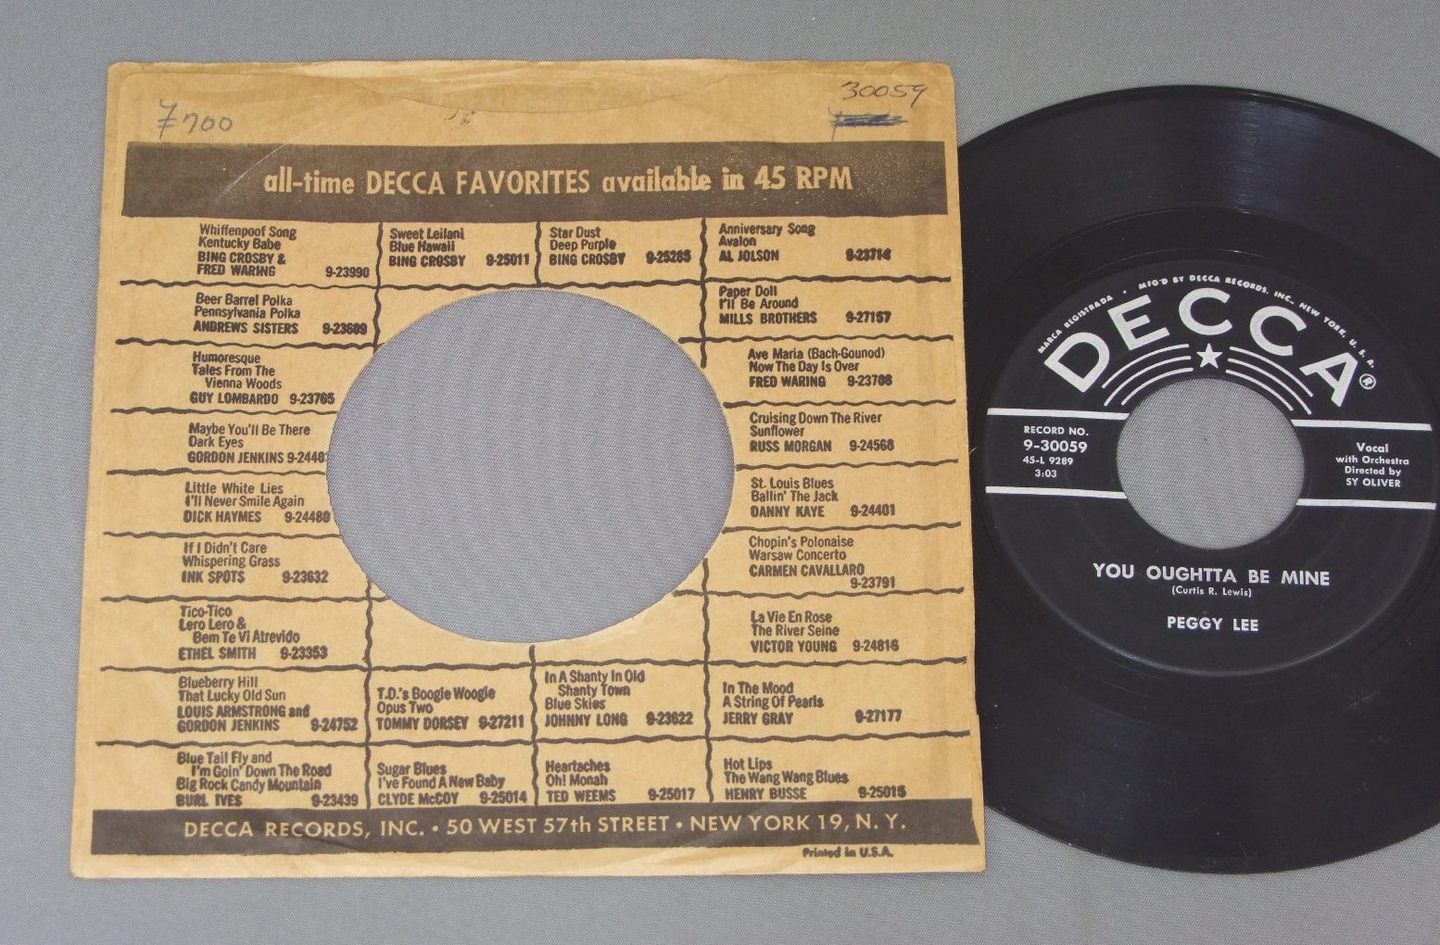 30059
700
all-time DECCA FAVORITES available in 45 RPM
Whiffenpoof Song
Kentucky Babe
BING CROSBY &
FRED WARING 9-23990
Sweet Leilani
Blue Hawaii
BING CROSBY 9-25011
Star Dust
Deep Purple
BING CROSBY 9-25285
Anniversary Song
Avalon
AL JOLSON 9-23714
Beer Barrel Polka
Pennsylvania Polka
ANDREWS SISTERS 9-23609
Paper Doll
I'll Be Around
MILLS BROTHERS 9-27157
Humoresque
Tales From The
Vienna Woods
GUY LOMBARDO 9-23765
Ave Maria (Bach-Gounod)
Now The Day Is Over
FRED WARING 9-23708
Maybe You'll Be There
Dark Eyes
GORDON JENKINS 9-2440
Cruising Down The River
Sunflower
RUSS MORGAN 9-24568
Little White Lies
I'll Never Smile Again
DICK HAYMES 9-24480
St. Louis Blues
Ballin' The Jack
DANNY KAYE 9-24401
If I Didn't Care
Whispering Grass
INK SPOTS 9-23632
Chopin's Polonaise
Warsaw Concerto
CARMEN CAVALLARO
9-23791
Tico-Tico
Lero Lero &
Bem Te Vi Atrevido
ETHEL SMITH 9-23353
La Vie En Rose
The River Seine
VICTOR YOUNG 9-24816
Blueberry Hill
That Lucky Old Sun
LOUIS ARMSTRONG and
GORDON JENKINS 9-24752
T.D.'s Boogie Woogie
Opus Two
TOMMY DORSEY 9-27211
In A Shanty In Old
Shanty Town
Blue Skies
JOHNNY LONG 9-23622
In The Mood
A String Of Pearls
JERRY GRAY 9-27177
Blue Tail Fly and
I'm Goin' Down The Road
Big Rock Candy Mountain
BURL IVES 9-23439
Sugar Blues
I've Found A New Baby
CLYDE McCOY 9-25014
Heartaches
Oh! Monah
TED WEEMS 9-25017
Hot Lips
The Wang Wang Blues
HENRY BUSSE 9-25015
DECCA RECORDS, INC. • 50 WEST 57th STREET • NEW YORK 19, N. Y.
Printed in U.S.A.
MARCA REGISTRADA • MFG'D BY DECCA RECORDS, INC., NEW YORK, U. S. A.
DECCA®
RECORD NO.
9-30059
45-L 9289
3:03
Vocal
with Orchestra
Directed by
SY OLIVER
YOU OUGHTTA BE MINE
(Curtis R. Lewis)
PEGGY LEE